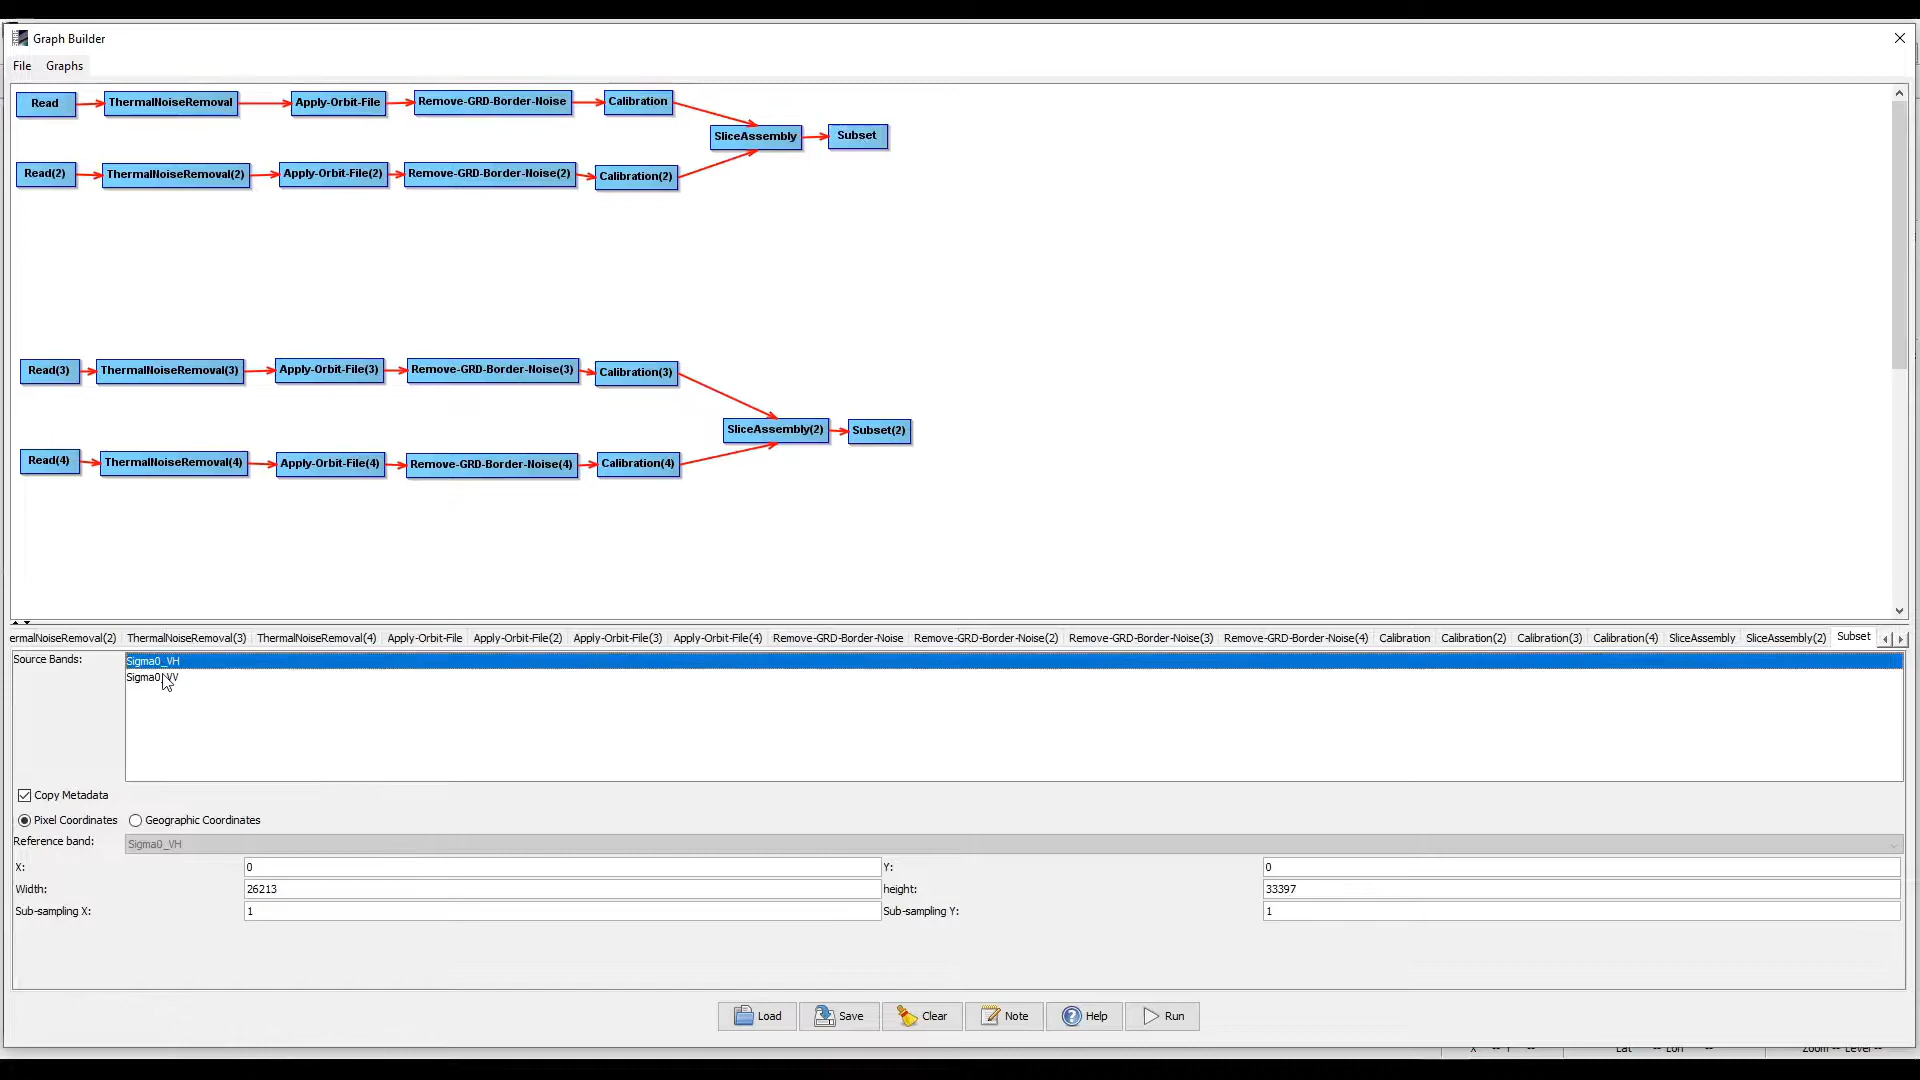 Graph Builder
File Graphs
Read ThermalNoiseRemoval Apply-Orbit-File Remove-GRD-Border-Noise Calibration
SliceAssembly Subset
Read(2) ThermalNoiseRemoval(2) Apply-Orbit-File(2) Remove-GRD-Border-Noise(2) Calibration(2)
Read(3) ThermalNoiseRemoval(3) Apply-Orbit-File(3) Remove-GRD-Border-Noise(3) Calibration(3)
SliceAssembly(2) Subset(2)
Read(4) ThermalNoiseRemoval(4) Apply-Orbit-File(4) Remove-GRD-Border-Noise(4) Calibration(4)
ermalNoiseRemoval(2) ThermalNoiseRemoval(3) ThermalNoiseRemoval(4) Apply-Orbit-File Apply-Orbit-File(2) Apply-Orbit-File(3) Apply-Orbit-File(4) Remove-GRD-Border-Noise Remove-GRD-Border-Noise(2) Remove-GRD-Border-Noise(3) Remove-GRD-Border-Noise(4) Calibration Calibration(2) Calibration(3) Calibration(4) SliceAssembly SliceAssembly(2) Subset
Source Bands: Sigma0_VH
Sigma0_VV
Copy Metadata
Pixel Coordinates Geographic Coordinates
Reference band: Sigma0_VH
X: 0 Y: 0
Width: 26213 height: 33397
Sub-sampling X: 1 Sub-sampling Y: 1
Load Save Clear Note Help Run
X -- Y -- Lat -- Lon -- Zoom -- Level --